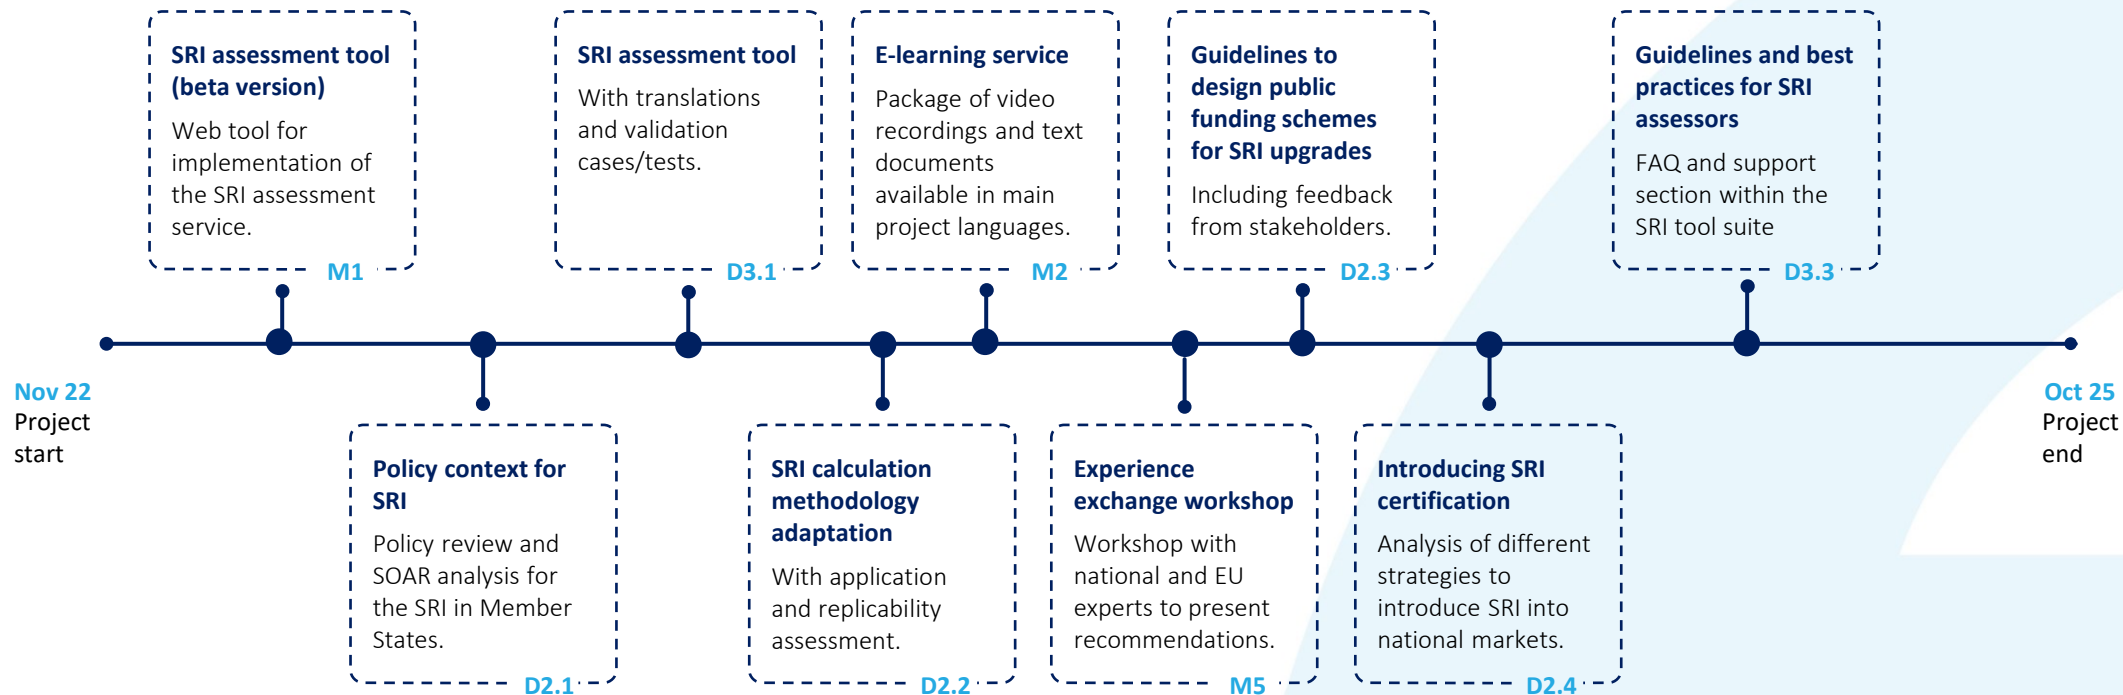 SRI assessment tool
(beta version)
Web tool for
implementation of
the SRI assessment
service.
M1
SRI assessment tool
With translations
and validation
cases/tests.
D3.1
E-learning service
Package of video
recordings and text
documents
available in main
project languages.
M2
Guidelines to
design public
funding schemes
for SRI upgrades
Including feedback
from stakeholders.
D2.3
Guidelines and best
practices for SRI
assessors
FAQ and support
section within the
SRI tool suite
D3.3
Nov 22
Project
start
Oct 25
Project
end
Policy context for
SRI
Policy review and
SOAR analysis for
the SRI in Member
States.
D2.1
SRI calculation
methodology
adaptation
With application
and replicability
assessment.
D2.2
Experience
exchange workshop
Workshop with
national and EU
experts to present
recommendations.
M5
Introducing SRI
certification
Analysis of different
strategies to
introduce SRI into
national markets.
D2.4